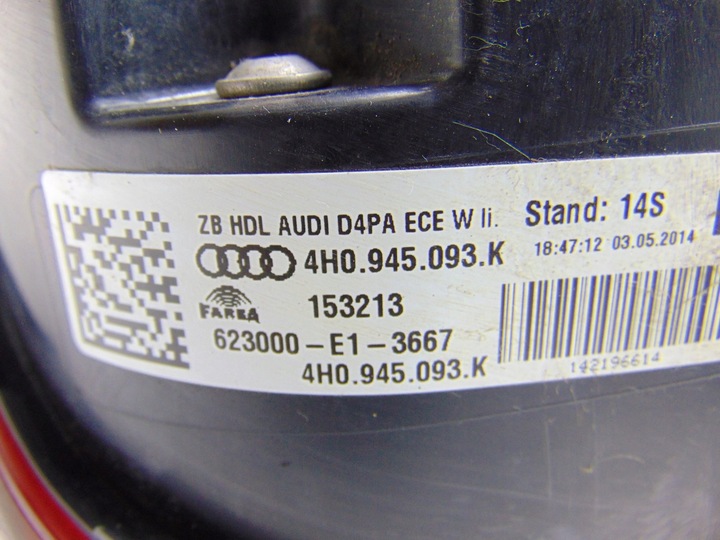 ZB HDL AUDI D4PA ECE W li. Stand: 14S
4H0.945.093.K 18:47:12 03.05.2014
FAREA 153213
623000-E1-3667
142196614
4H0.945.093.K